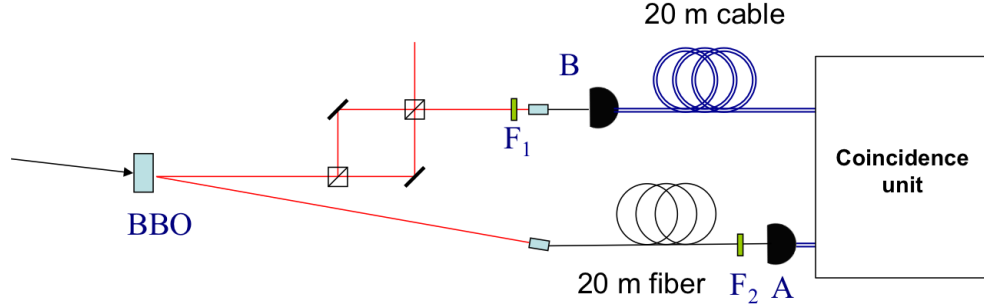 20 m cable
B
F1
Coincidence
unit
BBO
20 m fiber
F2
A